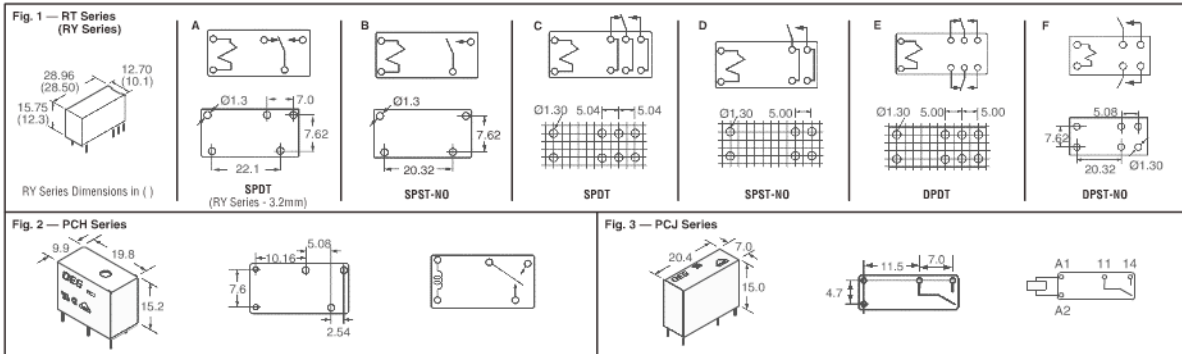 Fig. 1 — RT Series
(RY Series)
28.96
(28.50)
12.70
(10.1)
15.75
(12.3)
RY Series Dimensions in ( )
A
Ø1.3
7.0
7.62
22.1
SPDT
(RY Series - 3.2mm)
B
Ø1.3
7.62
20.32
SPST-NO
C
Ø1.30
5.04
5.04
SPDT
D
Ø1.30
5.00
SPST-NO
E
Ø1.30
5.00
5.00
DPDT
F
5.08
7.62
20.32
Ø1.30
DPST-NO
Fig. 2 — PCH Series
9.9
19.8
15.2
OEG
5.08
10.16
7.6
2.54
Fig. 3 — PCJ Series
20.4
7.0
15.0
OEG
11.5
7.0
4.7
A1
11
14
A2